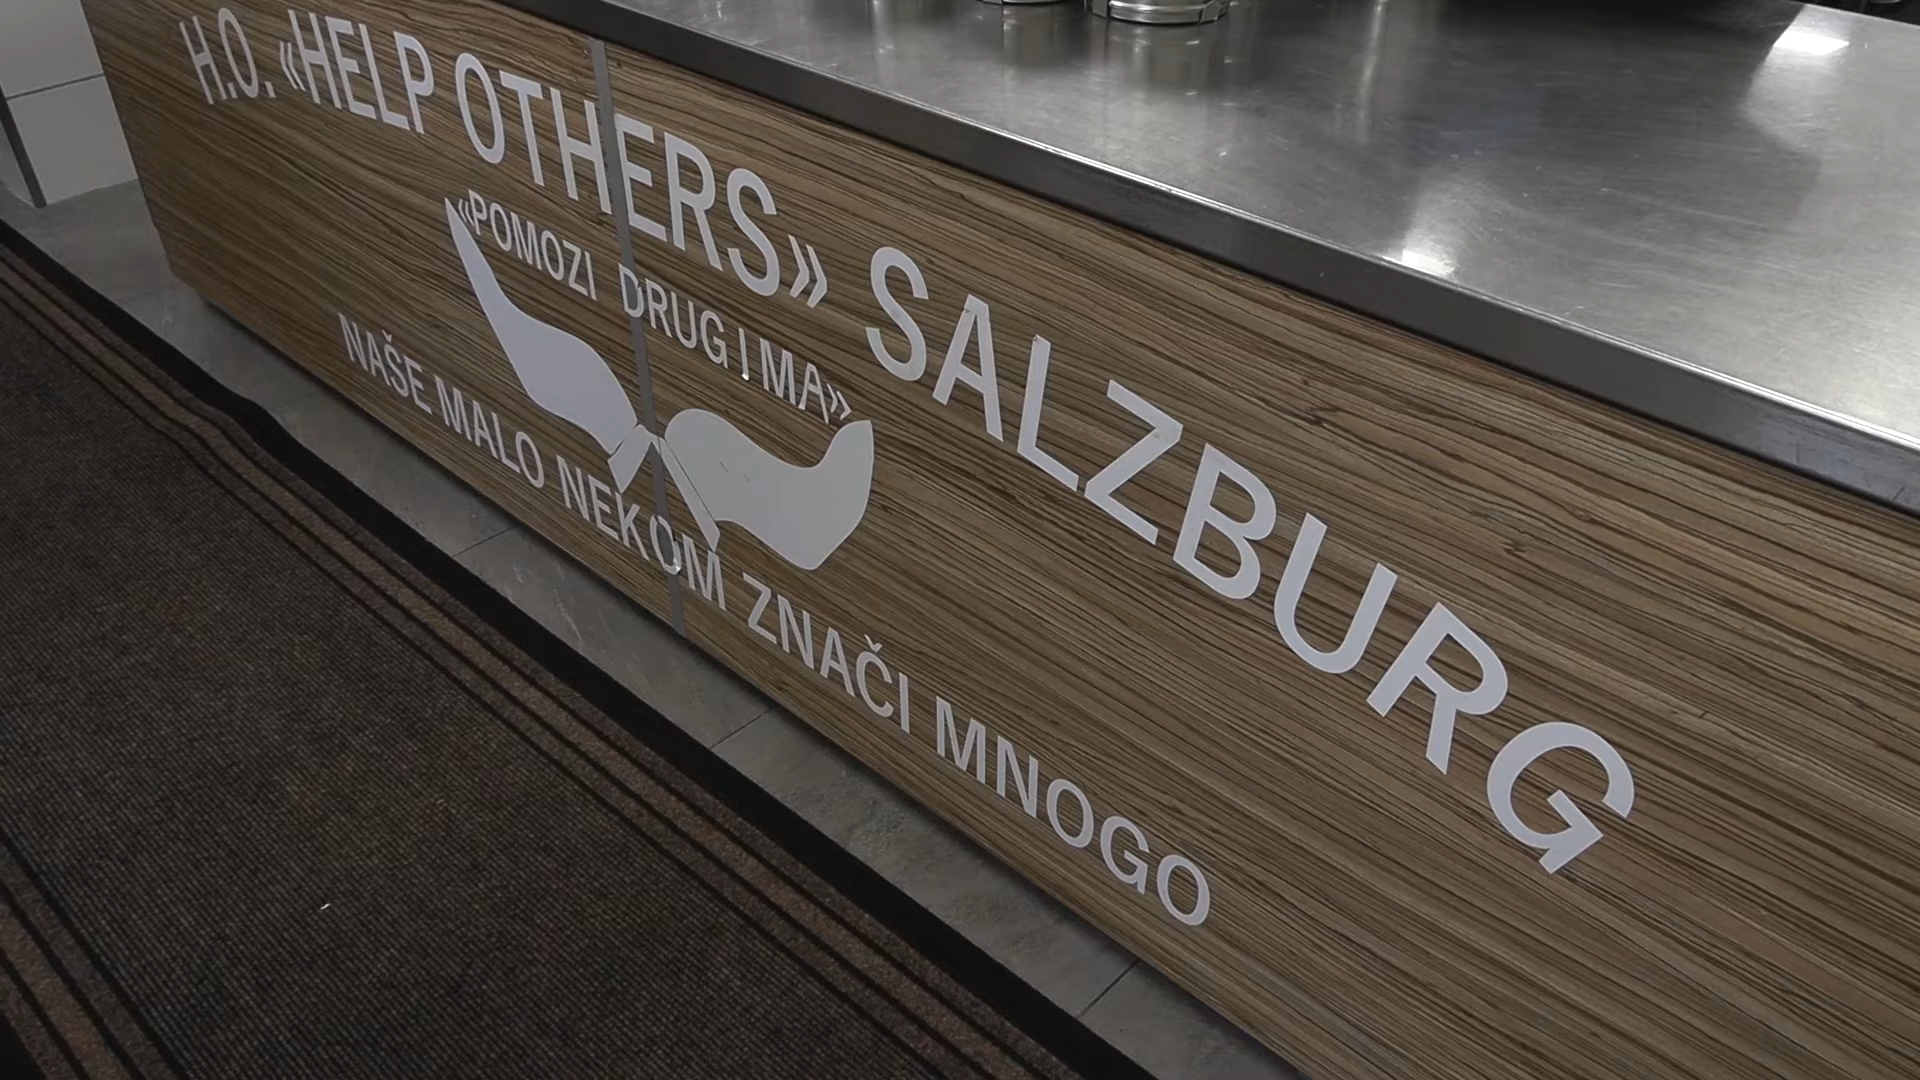 H.O. «HELP OTHERS» SALZBURG
«POMOZI DRUGIMA»
NAŠE MALO NEKOM ZNAČI MNOGO